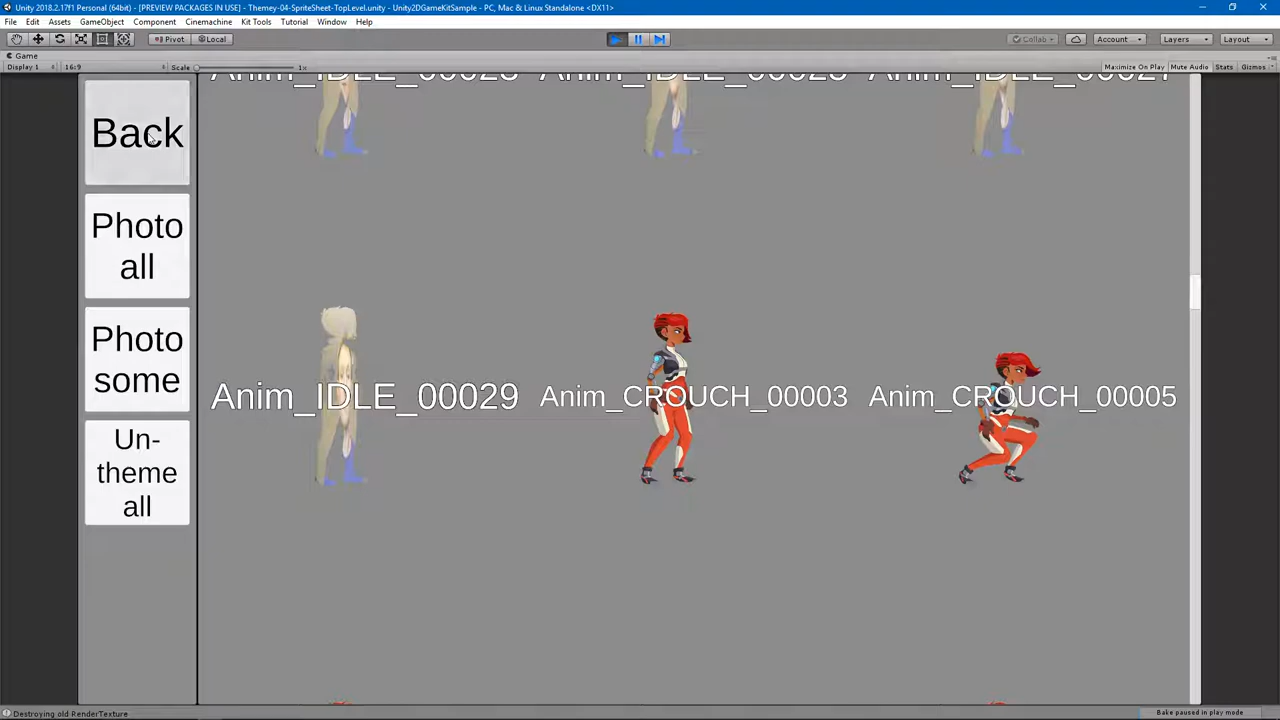 Unity 2018.2.17f1 Personal (64bit) - [PREVIEW PACKAGES IN USE] - Themey-04-SpriteSheet-TopLevel.unity - Unity2DGameKitSample - PC, Mac & Linux Standalone <DX11>
File Edit Assets GameObject Component Cinemachine Kit Tools Tutorial Window Help
Pivot Local Collab Account Layers Layout
Game
Display 1 16:9 Scale 1x Maximize On Play Mute Audio Stats Gizmos
Back
Photo
all
Photo
some
Un-
theme
all
Anim_IDLE_00029 Anim_CROUCH_00003 Anim_CROUCH_00005
Destroying old RenderTexture
Bake paused in play mode